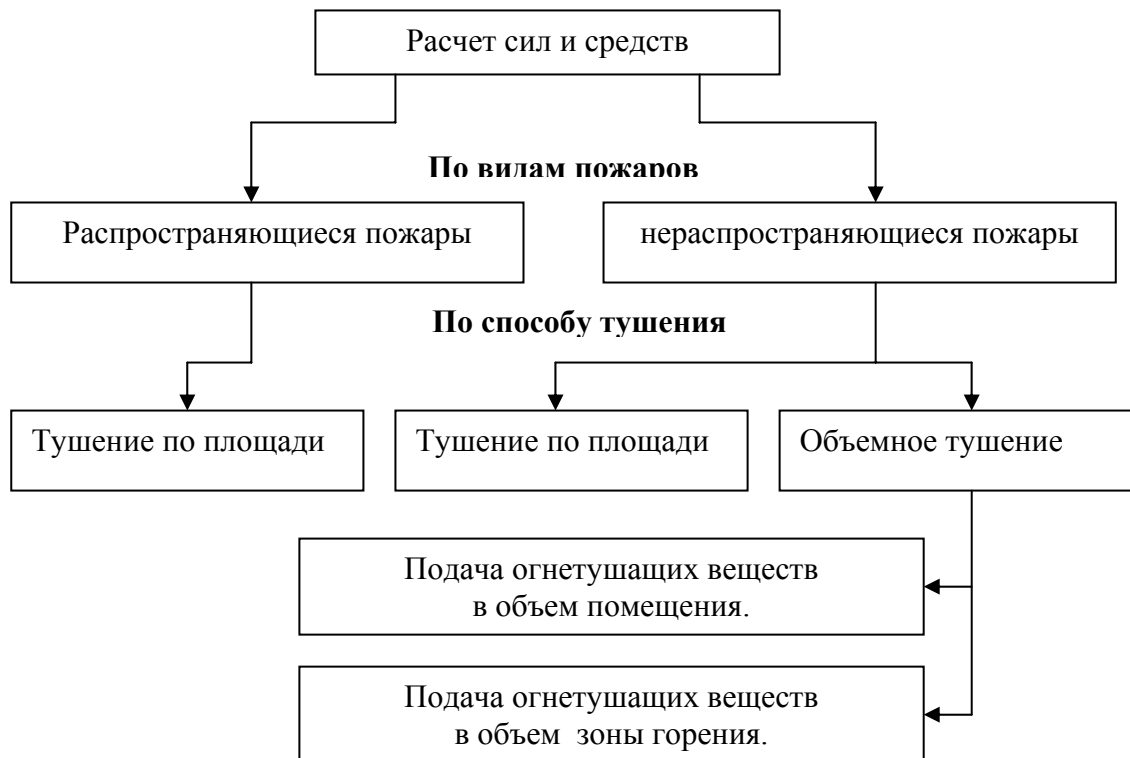 Расчет сил и средств
По видам пожаров
Распространяющиеся пожары
нераспространяющиеся пожары
По способу тушения
Тушение по площади
Тушение по площади
Объемное тушение
Подача огнетушащих веществ
в объем помещения.
Подача огнетушащих веществ
в объем зоны горения.